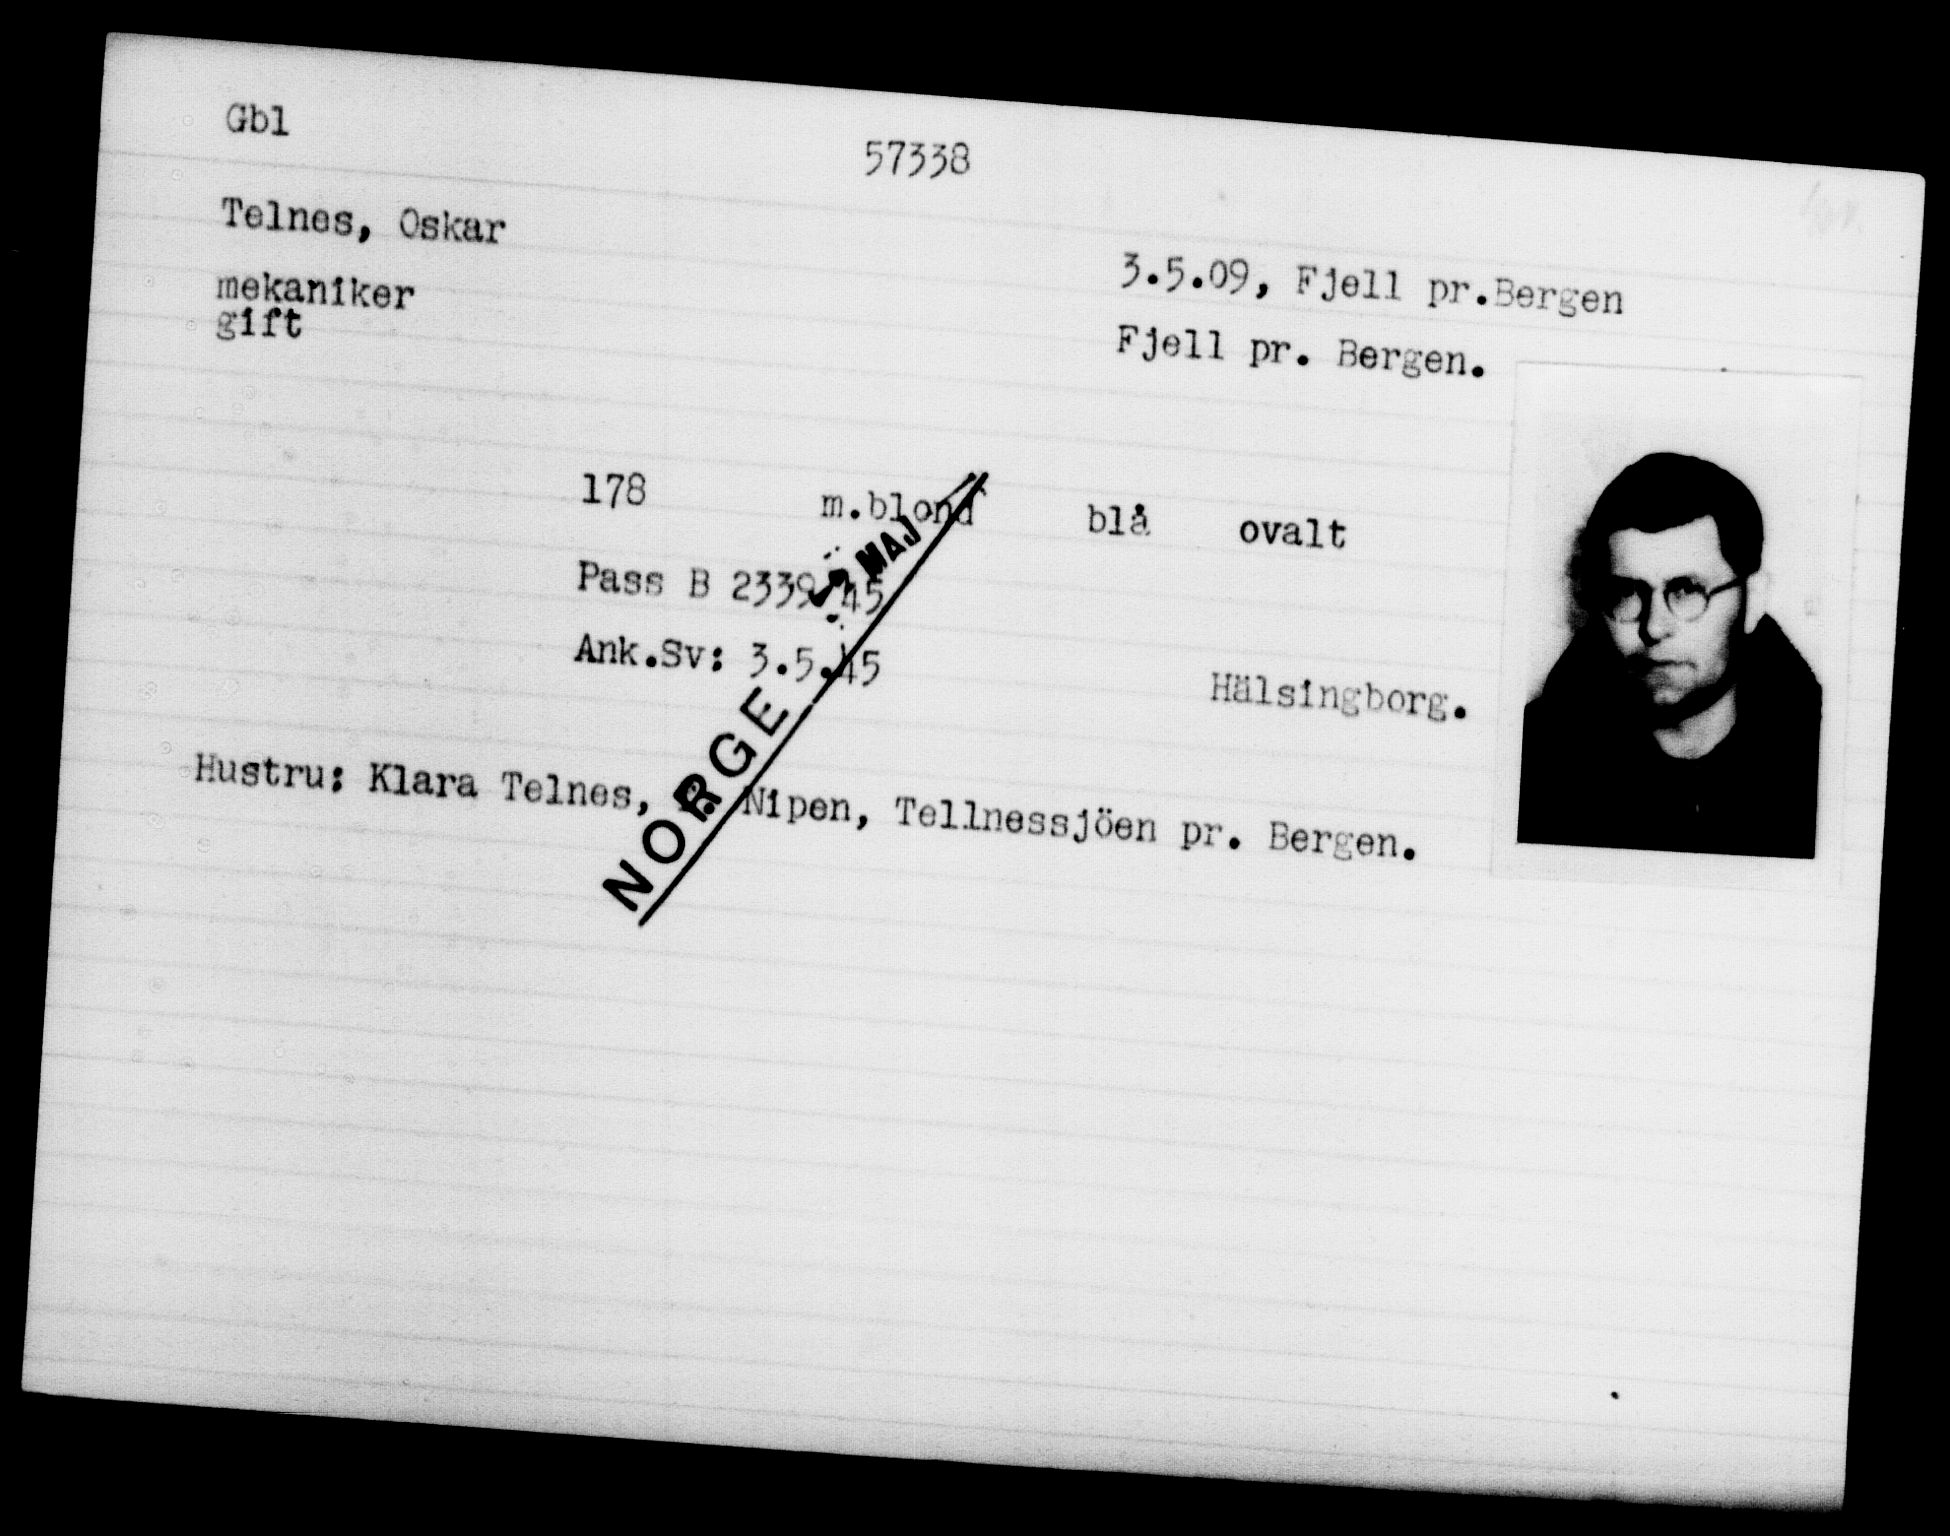 Gbl
57338
Telnes, Oskar
3.5.09, Fjell pr.Bergen
mekaniker
Fjell pr. Bergen.
gift
178 m.blond blå ovalt
MAJ
Pass B 2339/45
Ank.Sv: 3.5.45 Hälsingborg.
NORGE
Hustru: Klara Telnes, Nipen, Tellnessjöen pr. Bergen.